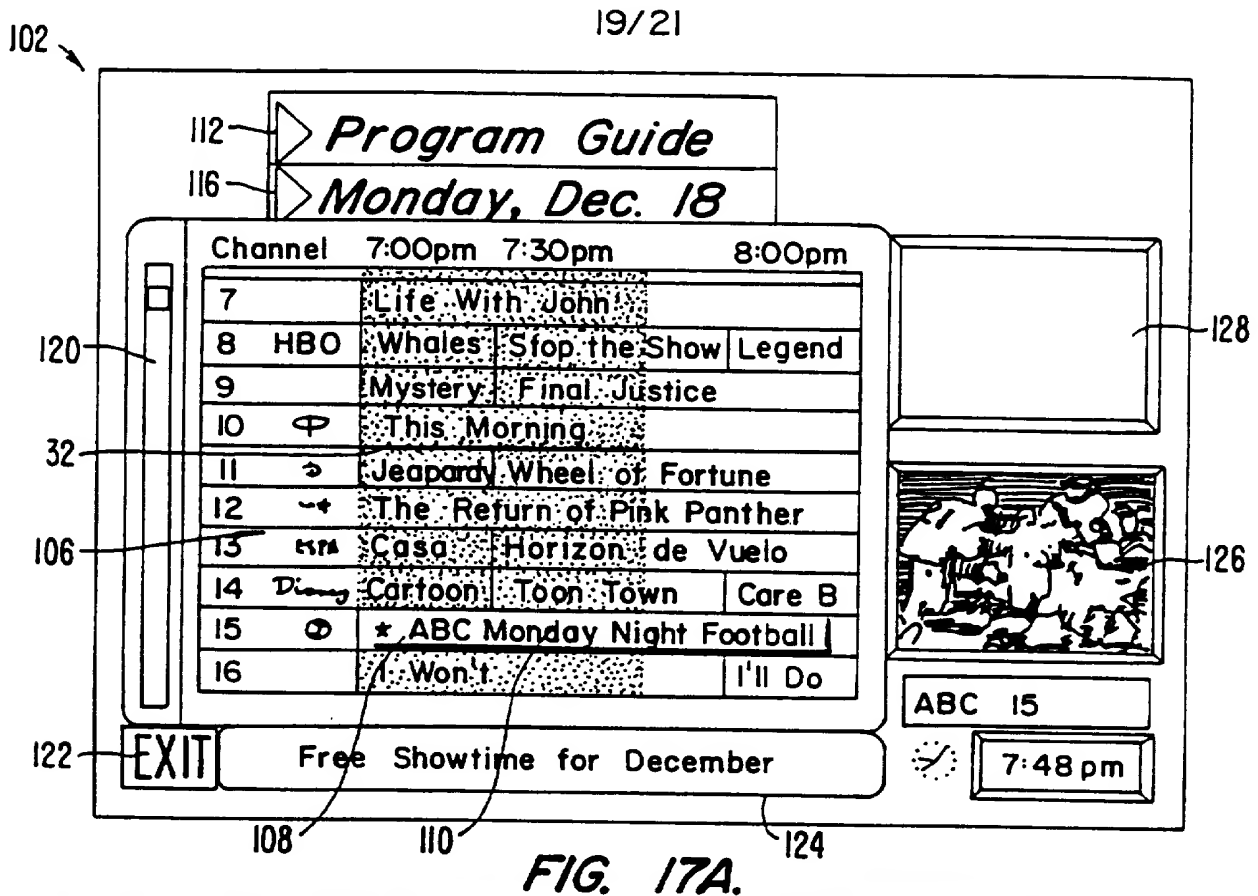 19/21
102
112 Program Guide
116 Monday, Dec. 18
Channel 7:00pm 7:30pm 8:00pm
7 Life With John
8 HBO Whales Stop the Show Legend
128
120
9 Mystery Final Justice
10 This Morning
32
11 Jeapardy Wheel of Fortune
12 The Return of Pink Panther
106
13 Casa Horizon de Vuelo
126
14 Disney Cartoon Toon Town Care B
15 * ABC Monday Night Football
16 I Won't I'll Do
ABC 15
122 EXIT Free Showtime for December 7:48 pm
108 110 124
FIG. 17A.